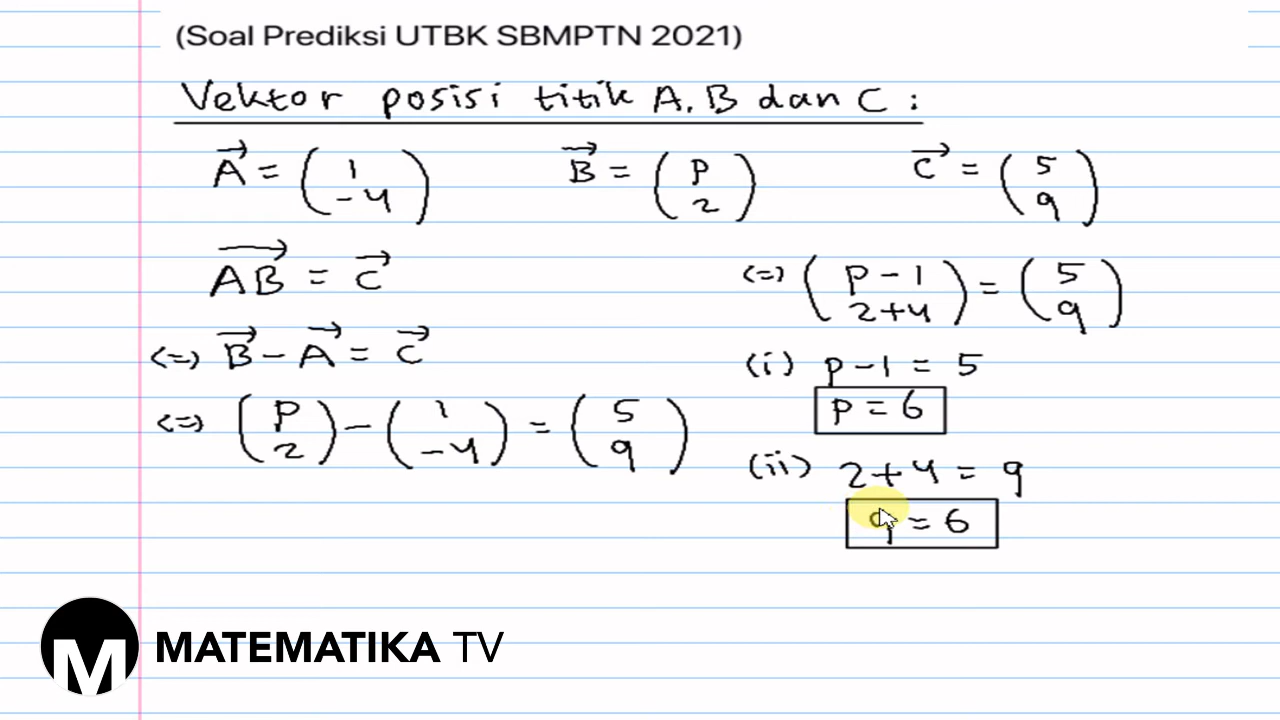 (Soal Prediksi UTBK SBMPTN 2021)
Vektor posisi titik A, B dan C :
A⃗ = (1 -4) B⃗ = (p 2) C⃗ = (5 q)
AB⃗ = C⃗
<=> B⃗ - A⃗ = C⃗
<=> (p 2) - (1 -4) = (5 q)
<=> (p-1 2+4) = (5 q)
(i) p-1 = 5
p = 6
(ii) 2+4 = q
q = 6
M MATEMATIKA TV